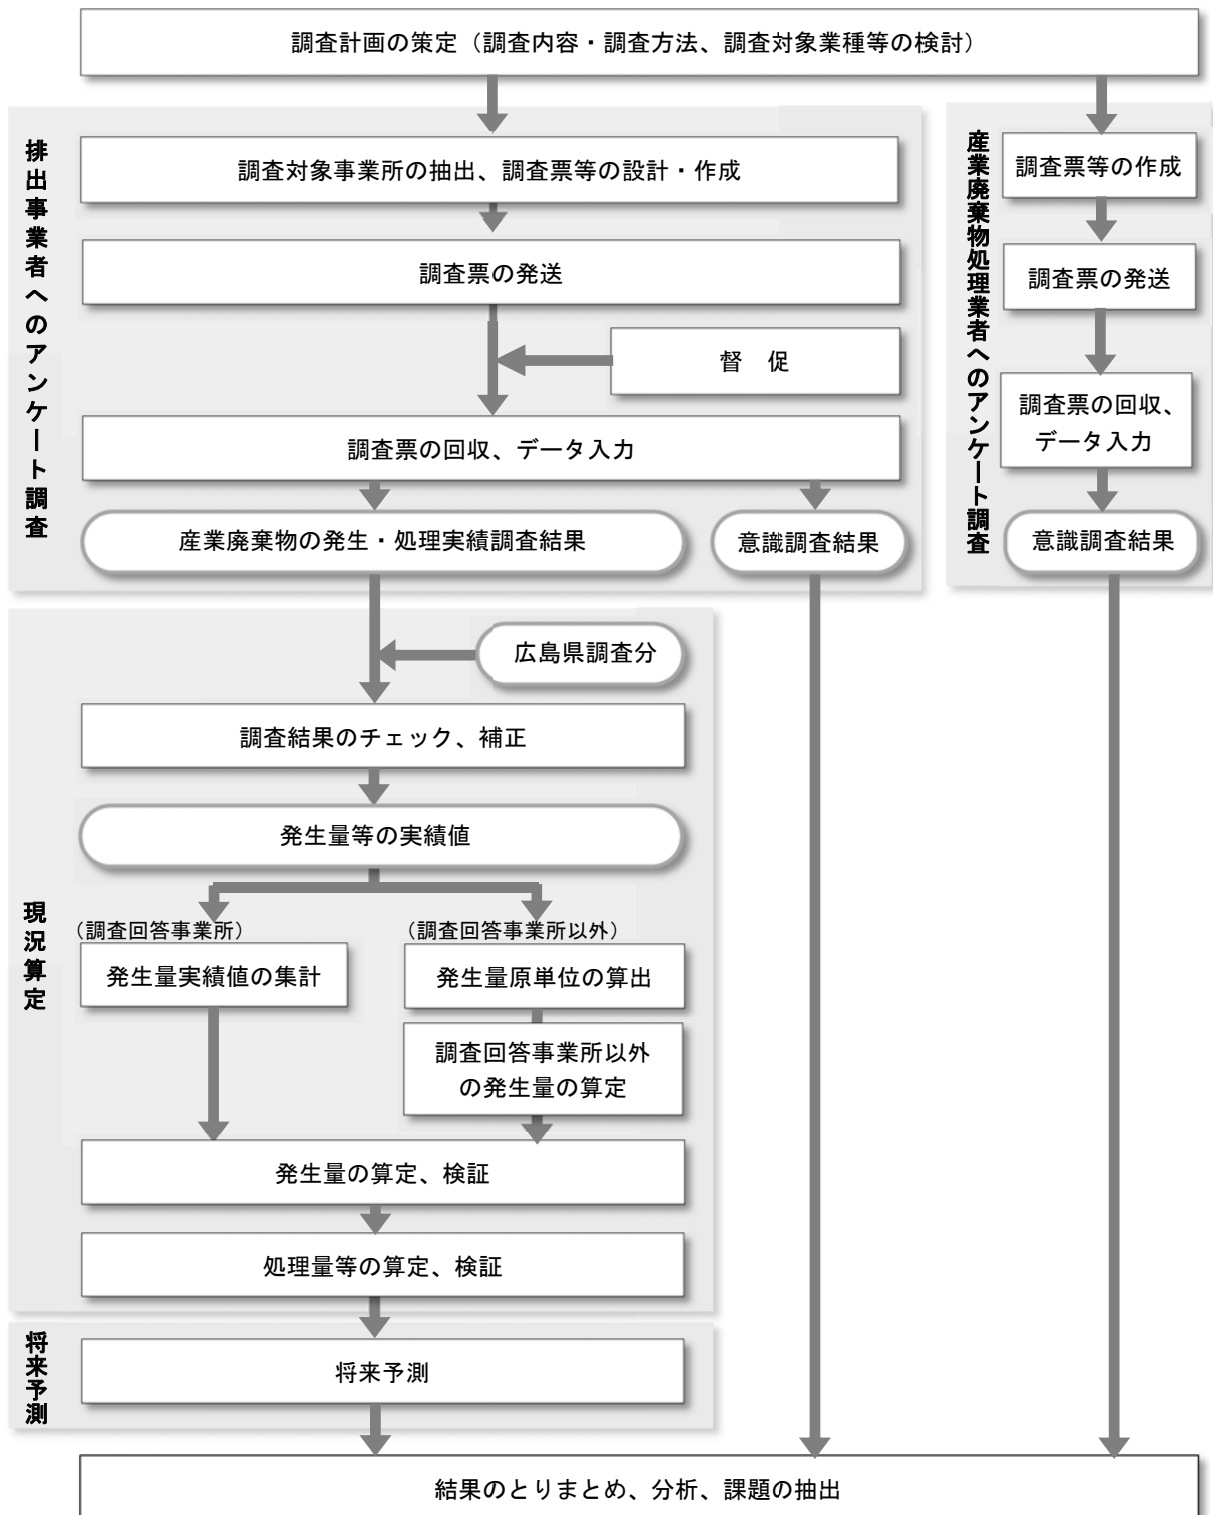 調査計画の策定（調査内容・調査方法、調査対象業種等の検討）
排出事業者へのアンケート調査
調査対象事業所の抽出、調査票等の設計・作成
調査票の発送
督　促
調査票の回収、データ入力
産業廃棄物の発生・処理実績調査結果
意識調査結果
産業廃棄物処理業者へのアンケート調査
調査票等の作成
調査票の発送
調査票の回収、
データ入力
意識調査結果
現況算定
広島県調査分
調査結果のチェック、補正
発生量等の実績値
（調査回答事業所）
発生量実績値の集計
（調査回答事業所以外）
発生量原単位の算出
調査回答事業所以外
の発生量の算定
発生量の算定、検証
処理量等の算定、検証
将来予測
将来予測
結果のとりまとめ、分析、課題の抽出